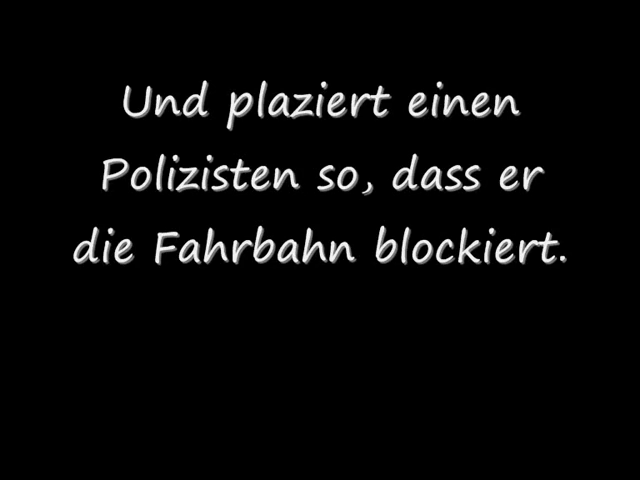 Und plaziert einen
Polizisten so, dass er
die Fahrbahn blockiert.